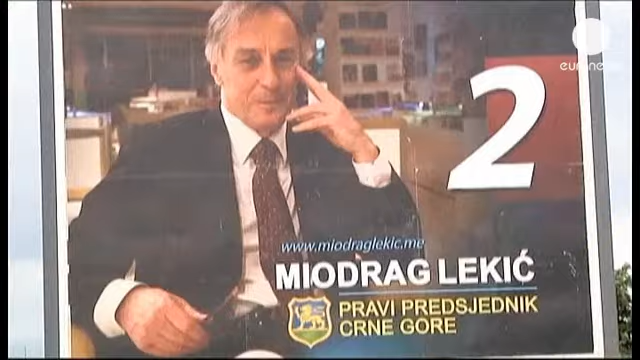 euronews
2
www.miodraglekic.me
MIODRAG LEKIĆ
PRAVI PREDSJEDNIK
CRNE GORE